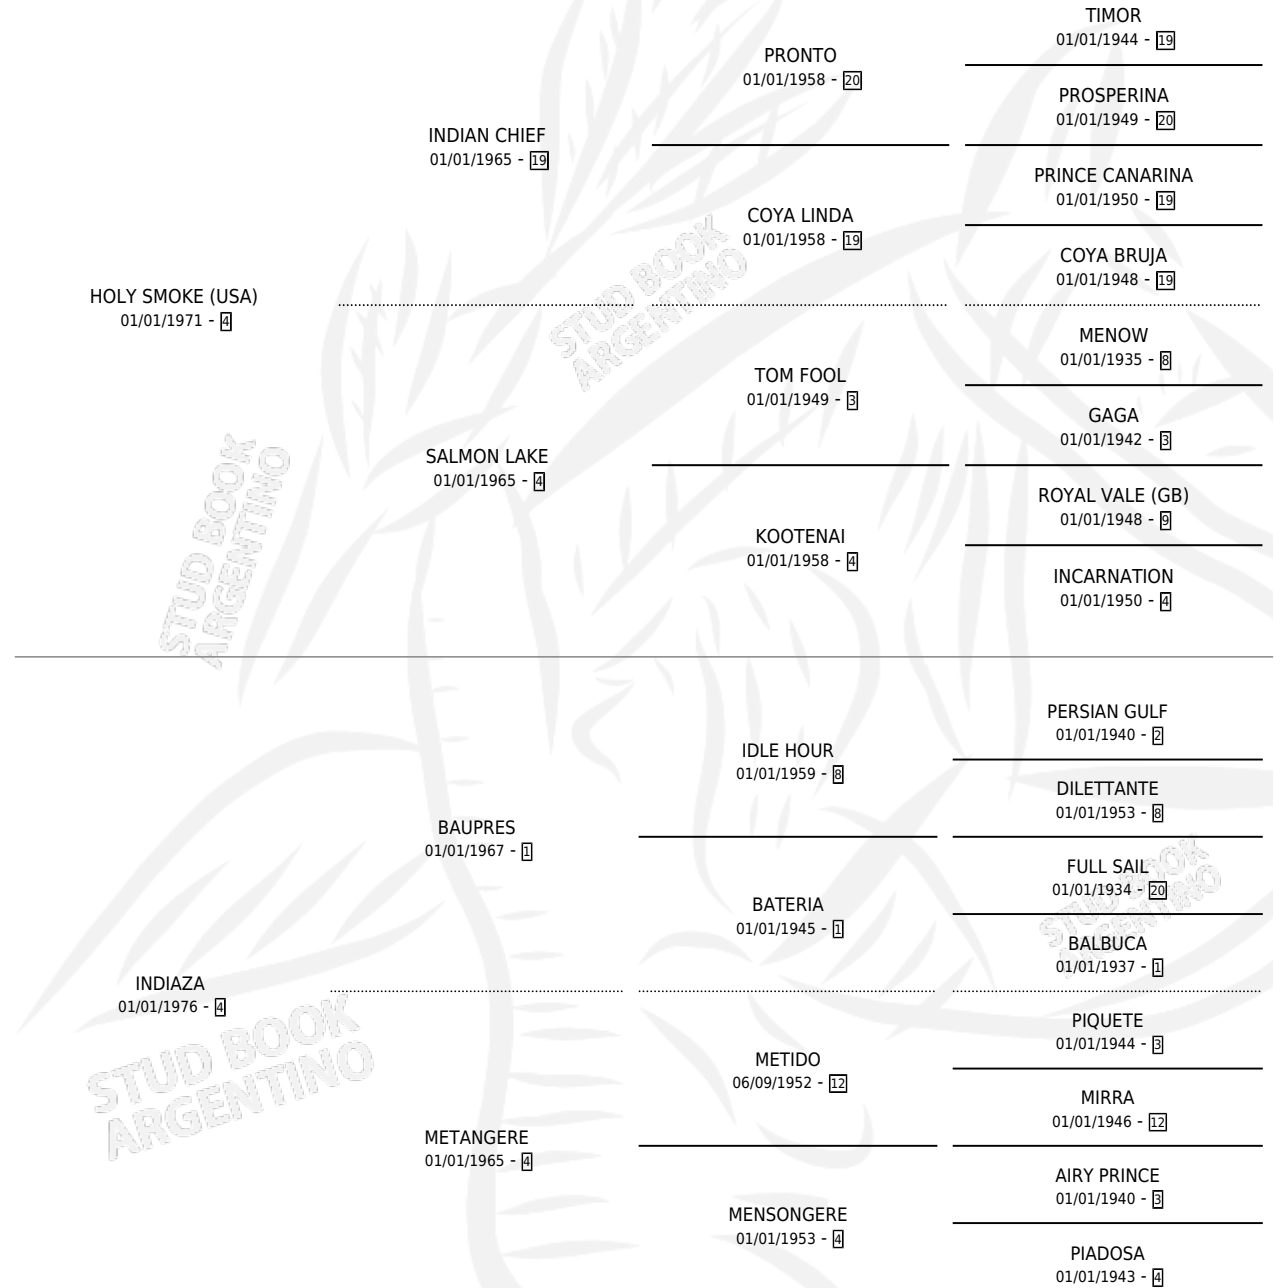 TIMOR
01/01/1944 - 19
PRONTO
01/01/1958 - 20
PROSPERINA
01/01/1949 - 20
INDIAN CHIEF
01/01/1965 - 19
PRINCE CANARINA
01/01/1950 - 19
COYA LINDA
01/01/1958 - 19
COYA BRUJA
01/01/1948 - 19
HOLY SMOKE (USA)
01/01/1971 - 4
STUD BOOK
ARGENTINO
MENOW
01/01/1935 - 8
TOM FOOL
01/01/1949 - 3
GAGA
01/01/1942 - 3
SALMON LAKE
01/01/1965 - 4
ROYAL VALE (GB)
01/01/1948 - 9
KOOTENAI
01/01/1958 - 4
INCARNATION
01/01/1950 - 4
STUD BOOK
ARGENTINO
PERSIAN GULF
01/01/1940 - 2
IDLE HOUR
01/01/1959 - 8
DILETTANTE
01/01/1953 - 8
BAUPRES
01/01/1967 - 1
FULL SAIL
01/01/1934 - 20
BATERIA
01/01/1945 - 1
BALBUCA
01/01/1937 - 1
STUD BOOK
ARGENTINO
INDIAZA
01/01/1976 - 4
PIQUETE
01/01/1944 - 3
METIDO
06/09/1952 - 12
MIRRA
01/01/1946 - 12
STUD BOOK
ARGENTINO
METANGERE
01/01/1965 - 4
AIRY PRINCE
01/01/1940 - 3
MENSONGERE
01/01/1953 - 4
PIADOSA
01/01/1943 - 4